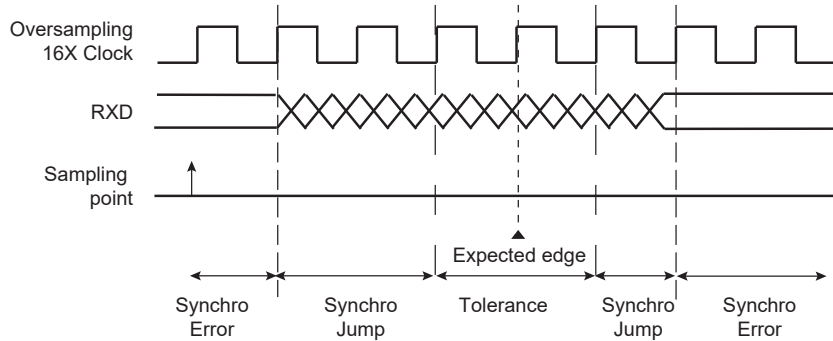 Oversampling
16X Clock
RXD
Sampling
point
Expected edge
Synchro
Error
Synchro
Jump
Tolerance
Synchro
Jump
Synchro
Error